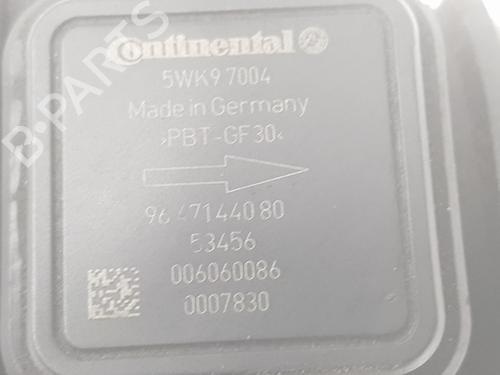 Continental
5WK9 7004
Made in Germany
>PBT-GF30<
96 471440 80
53456
006060086
0007830
B-PARTS